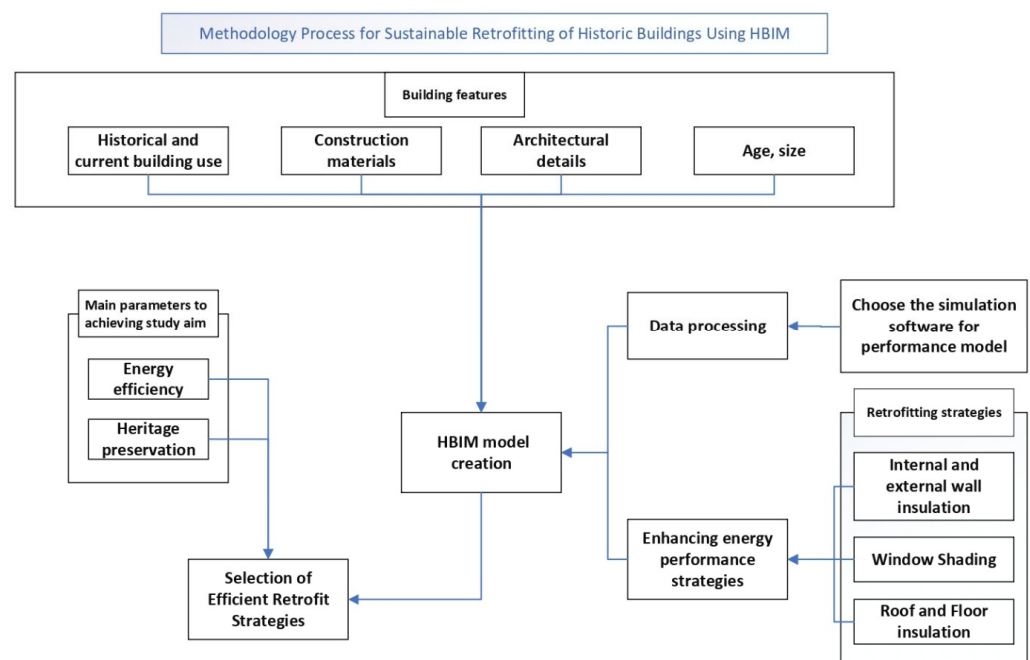 Methodology Process for Sustainable Retrofitting of Historic Buildings Using HBIM
Building features
Historical and
current building use
Construction
materials
Architectural
details
Age, size
Main parameters to
achieving study aim
Energy
efficiency
Heritage
preservation
Data processing
Choose the simulation
software for
performance model
HBIM model
creation
Retrofitting strategies
Internal and
external wall
insulation
Enhancing energy
performance
strategies
Window Shading
Roof and Floor
insulation
Selection of
Efficient Retrofit
Strategies